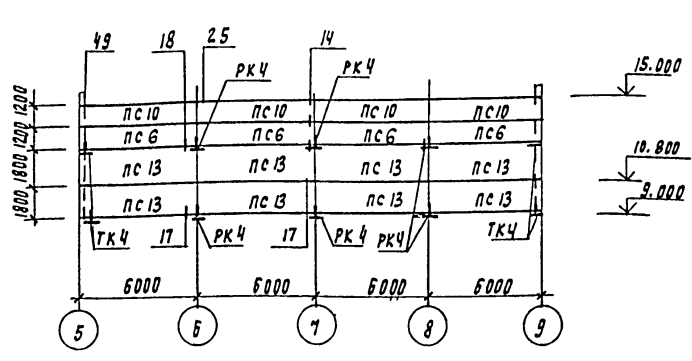 49 18 25 14
РК4 РК4 15.000
1200 ПС10 ПС10 ПС10 ПС10
1200 ПС6 ПС6 ПС6 ПС6
1800 ПС13 ПС13 ПС13 ПС13 10.800
1800 ПС13 ПС13 ПС13 ПС13 9.000
ТК4 17 РК4 17 РК4 РК4 ТК4
6000 6000 6000 6000
5 6 7 8 9